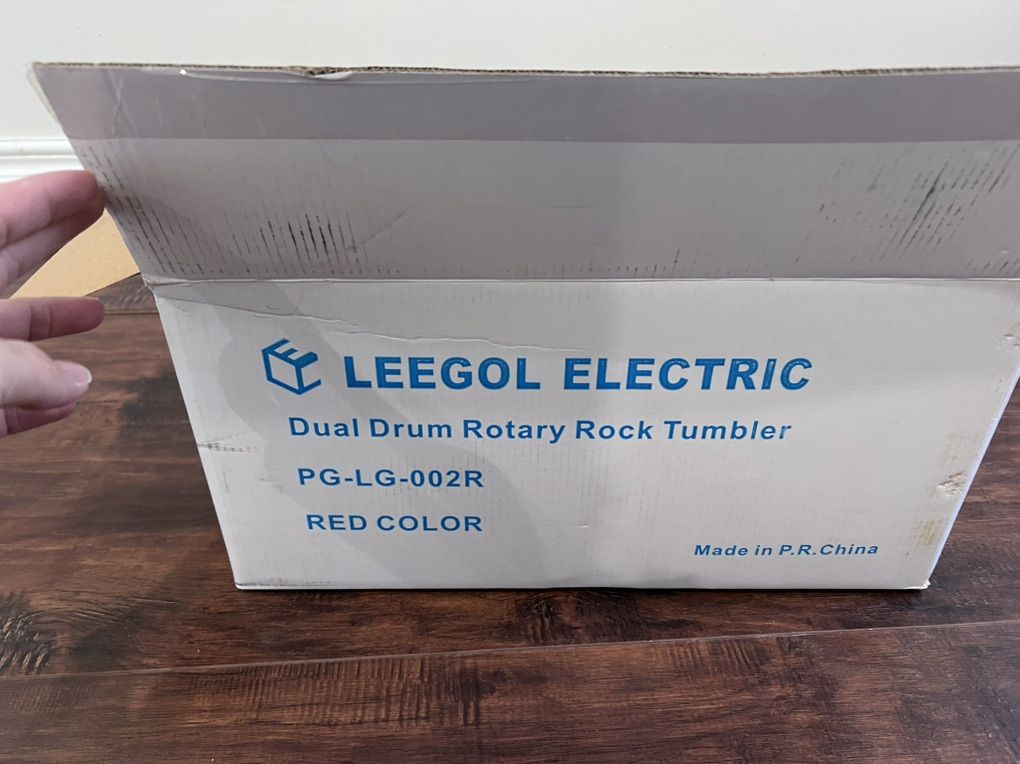 LEEGOL ELECTRIC
Dual Drum Rotary Rock Tumbler
PG-LG-002R
RED COLOR
Made in P.R.China